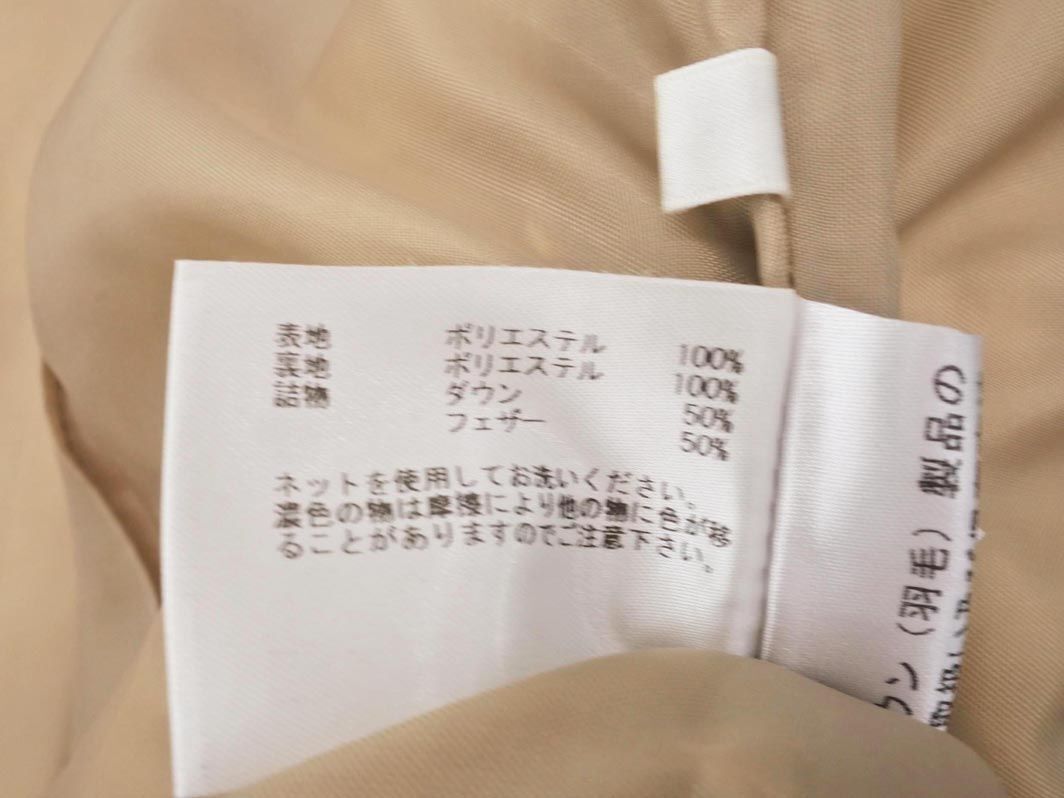 表地 ポリエステル 100%
裏地 ポリエステル 100%
詰物 ダウン 50%
フェザー 50%
ネットを使用してお洗いください。
濃色の物は摩擦により他の物に色が移
ることがありますのでご注意下さい。
ウン（羽毛）製品の